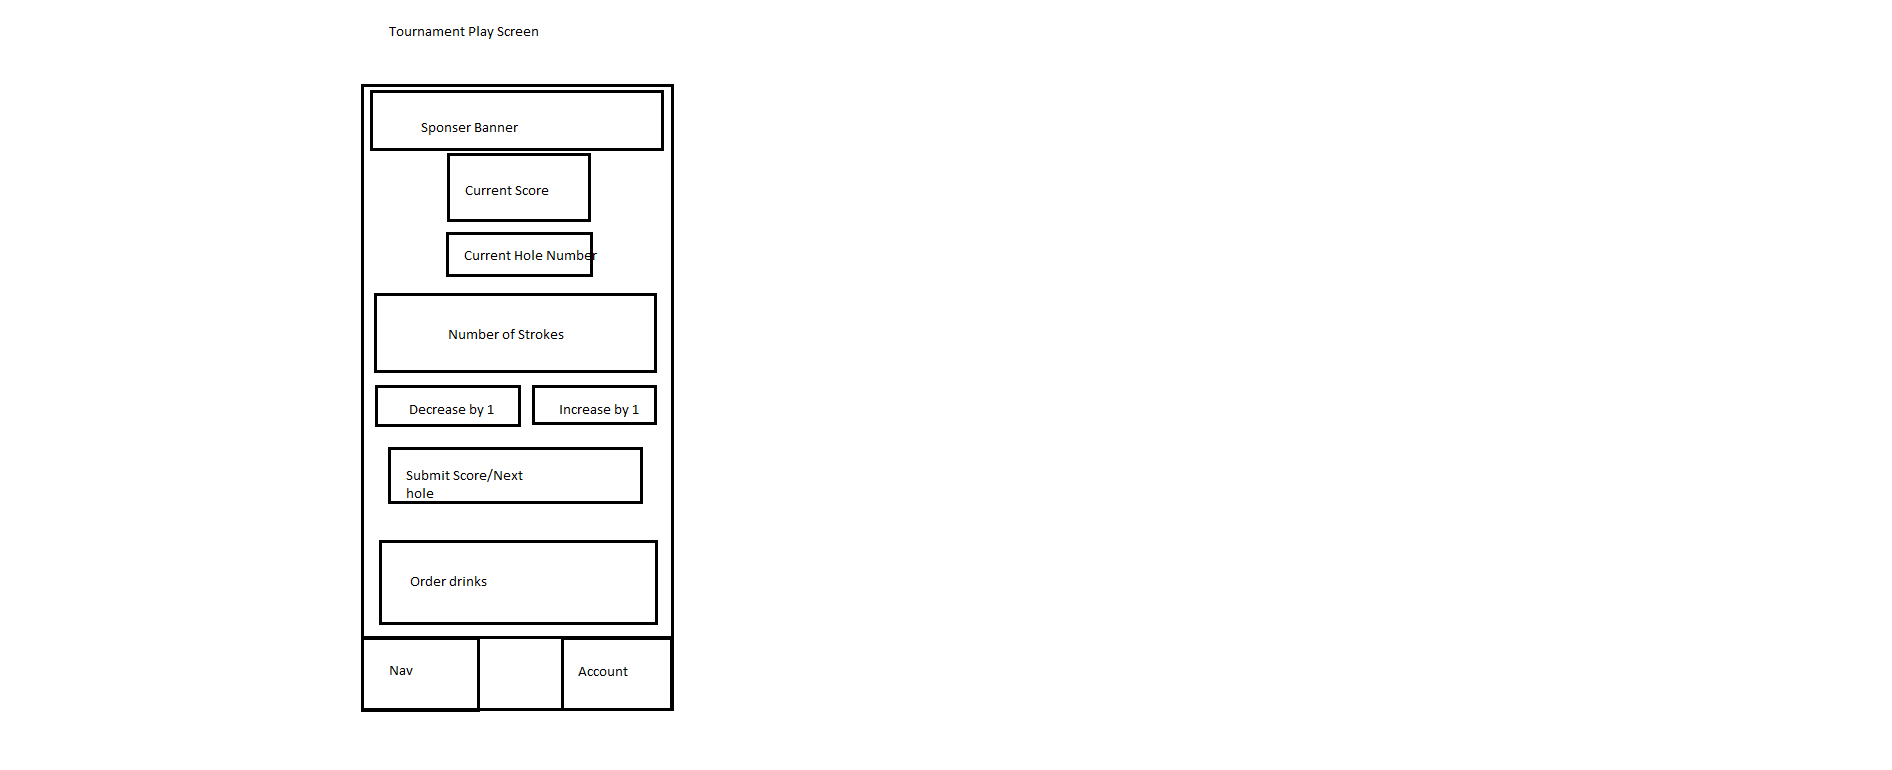 Tournament Play Screen
Sponser Banner
Current Score
Current Hole Number
Number of Strokes
Decrease by 1
Increase by 1
Submit Score/Next
hole
Order drinks
Nav
Account